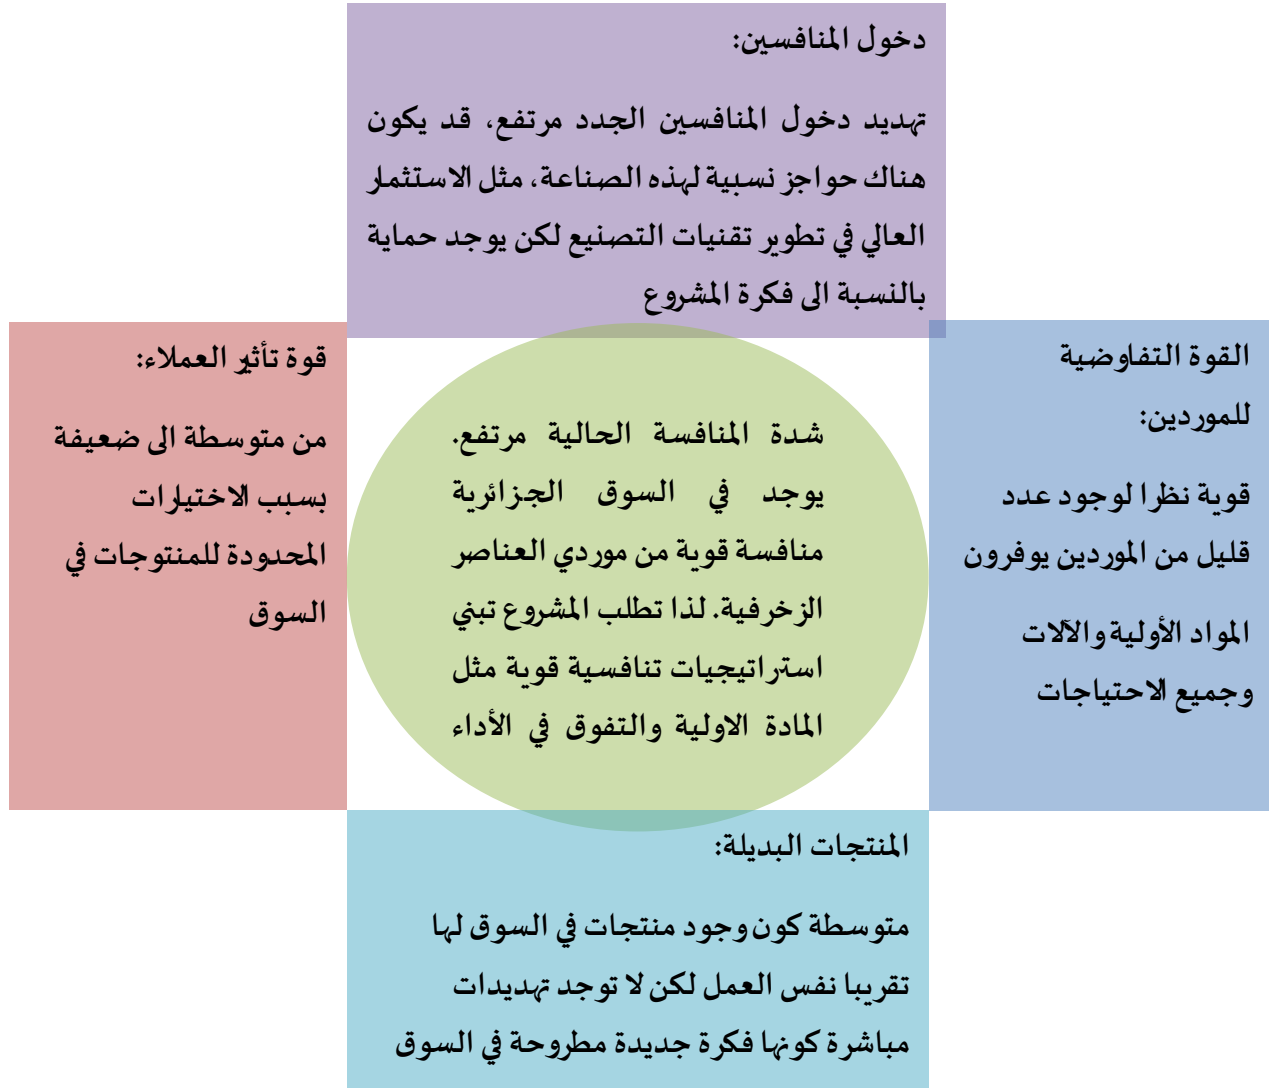 دخول المنافسين:
تهديد دخول المنافسين الجدد مرتفع، قد يكون
هناك حواجز نسبية لهذه الصناعة، مثل الاستثمار
العالي في تطوير تقنيات التصنيع لكن يوجد حماية
بالنسبة الى فكرة المشروع
القوة التفاوضية
للموردين:
قوية نظرا لوجود عدد
قليل من الموردين يوفرون
المواد الأولية والآلات
وجميع الاحتياجات
شدة المنافسة الحالية مرتفع.
يوجد في السوق الجزائرية
منافسة قوية من موردي العناصر
الزخرفية. لذا تطلب المشروع تبني
استراتيجيات تنافسية قوية مثل
المادة الاولية والتفوق في الأداء
قوة تأثير العملاء:
من متوسطة الى ضعيفة
بسبب الاختيارات
المحدودة للمنتوجات في
السوق
المنتجات البديلة:
متوسطة كون وجود منتجات في السوق لها
تقريبا نفس العمل لكن لا توجد تهديدات
مباشرة كونها فكرة جديدة مطروحة في السوق